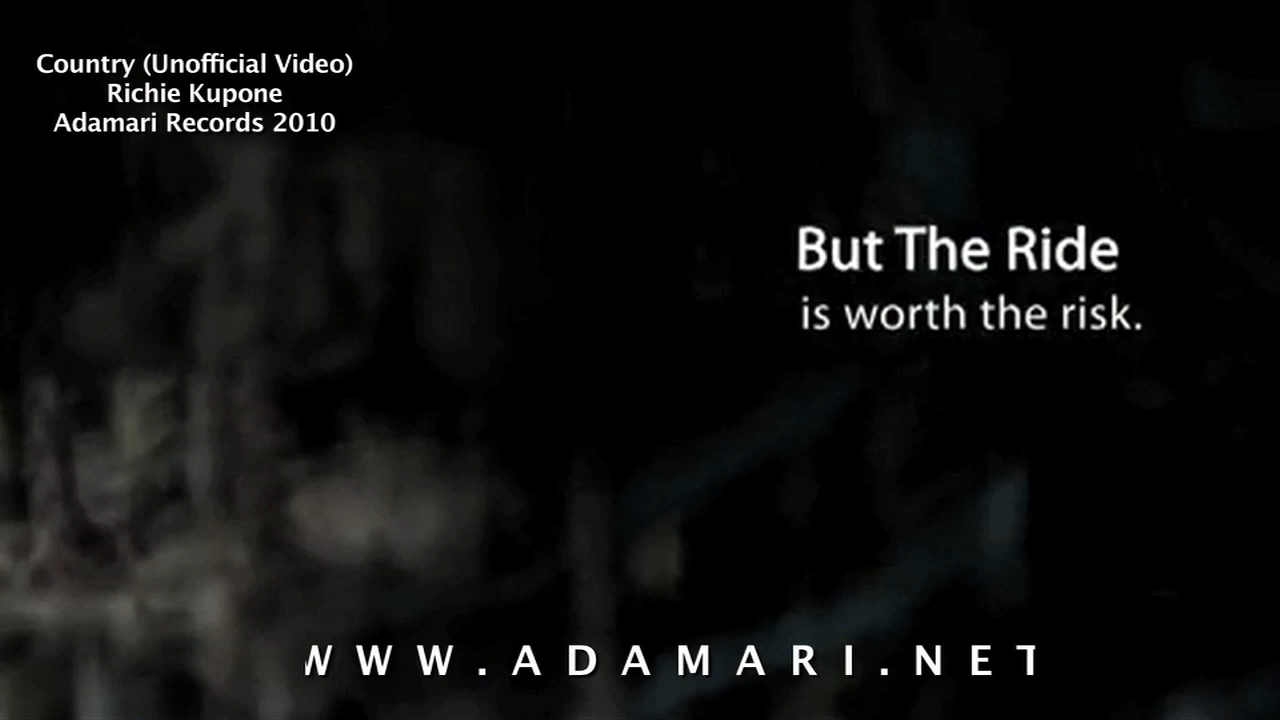 Country (Unofficial Video)
Richie Kupone
Adamari Records 2010
But The Ride
is worth the risk.
WWW.ADAMARI.NET